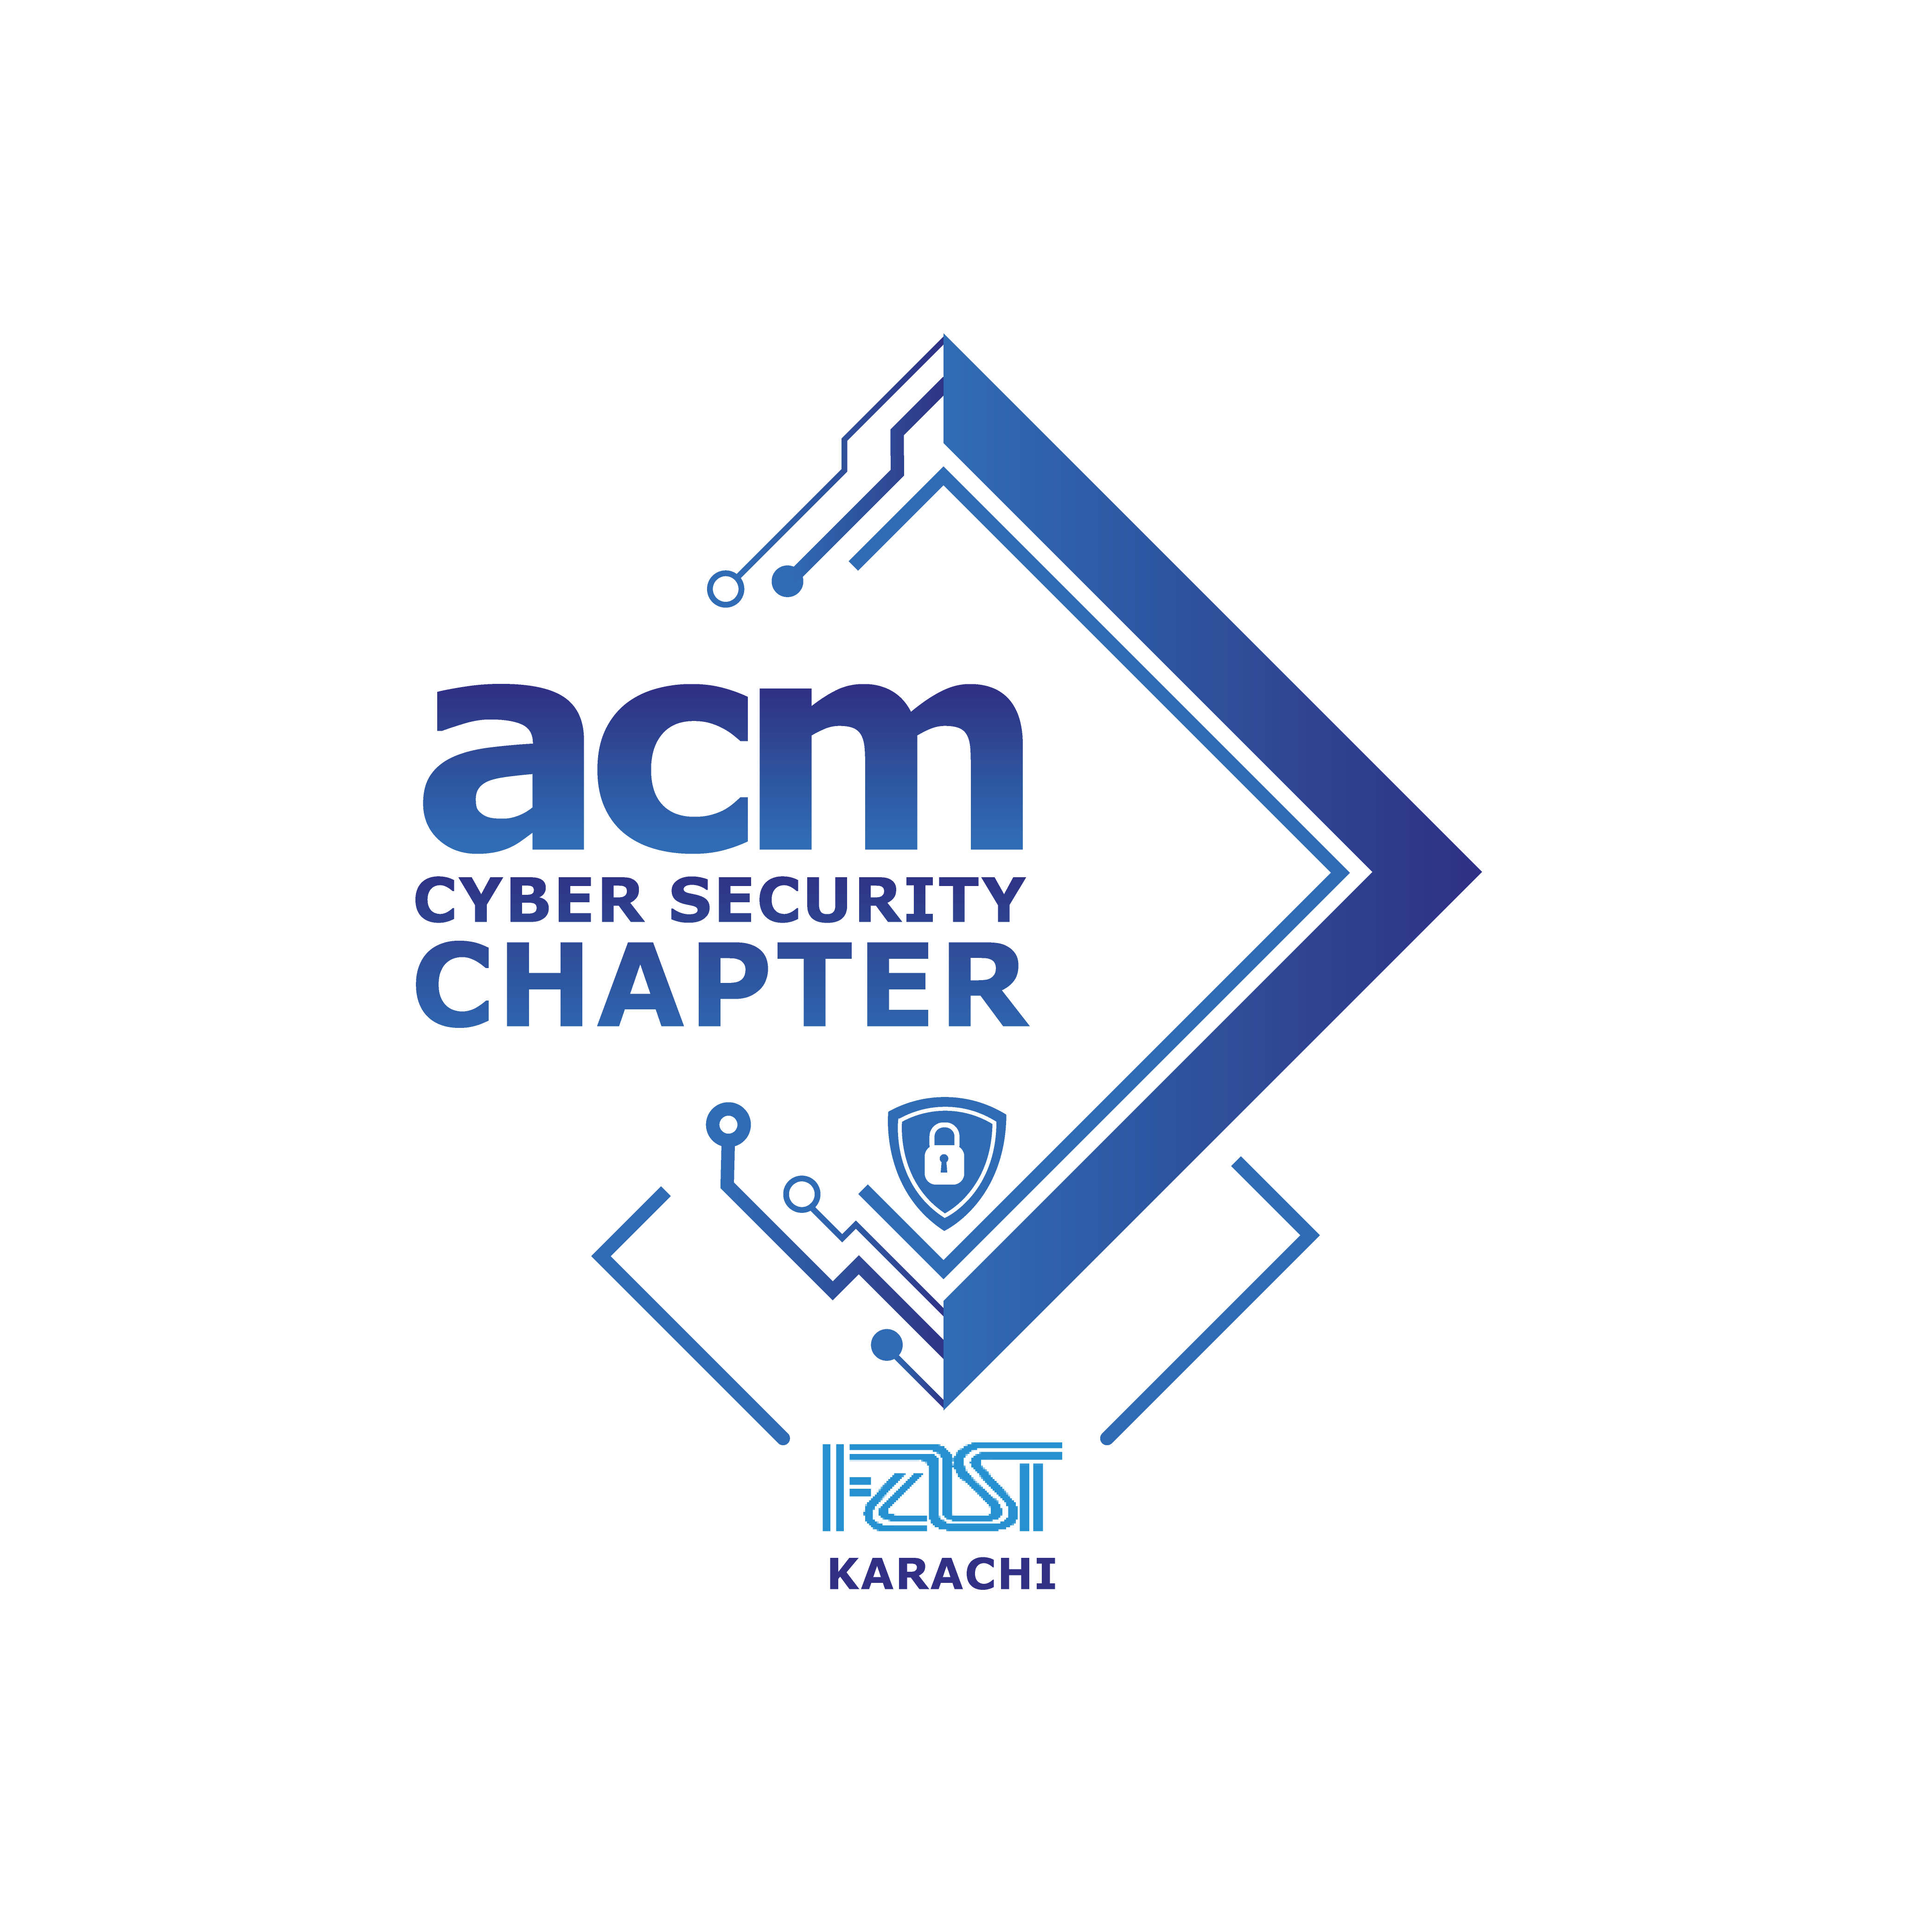 acm
CYBER SECURITY
CHAPTER
FAST
KARACHI